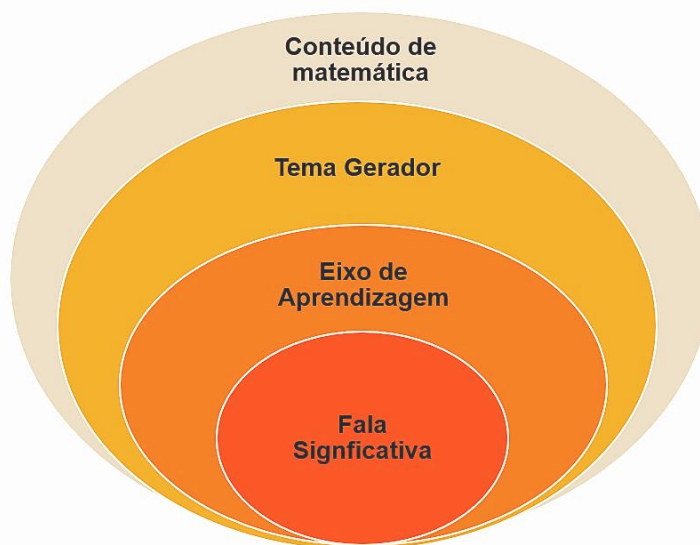 Conteúdo de
matemática
Tema Gerador
Eixo de
Aprendizagem
Fala
Signficativa